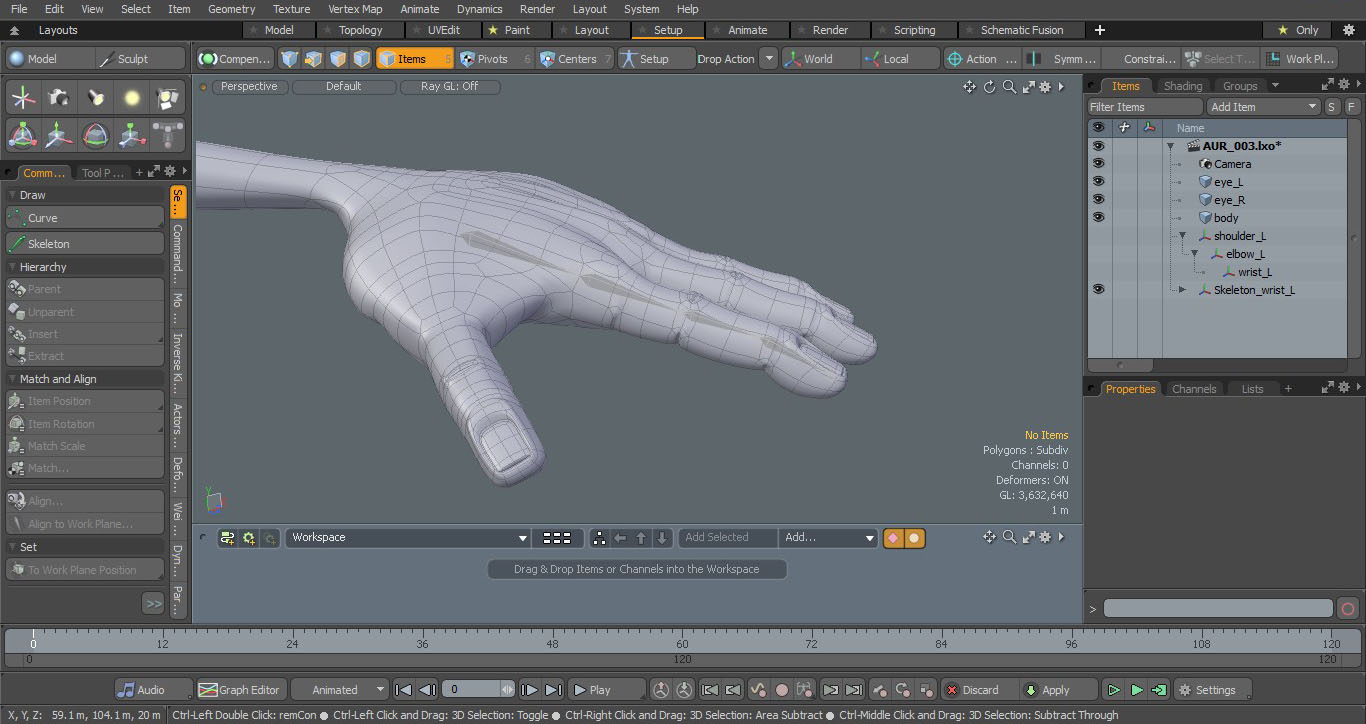 File Edit View Select Item Geometry Texture Vertex Map Animate Dynamics Render Layout System Help
Layouts Model Topology UVEdit Paint Layout Setup Animate Render Scripting Schematic Fusion + Only
Model Sculpt Compen... Items 5 Pivots 6 Centers 7 Setup Drop Action World Local Action ... Symm ... Constrai... Select T... Work Pl...
Perspective Default Ray GL: Off
Items Shading Groups
Filter Items Add Item S F
Name
AUR_003.lxo*
Camera
eye_L
eye_R
body
shoulder_L
elbow_L
wrist_L
Skeleton_wrist_L
Comm... Tool P... +
Draw
Curve
Skeleton
Hierarchy
Parent
Unparent
Insert
Extract
Match and Align
Item Position
Item Rotation
Match Scale
Match...
Align...
Align to Work Plane...
Set
To Work Plane Position
>>
Se...
Command...
Mo ...
Inverse Ki...
Actors...
Defo...
Wei ...
Dyn...
Par...
No Items
Polygons : Subdiv
Channels: 0
Deformers: ON
GL: 3,632,640
1 m
Y
Properties Channels Lists +
Workspace Add Selected Add...
Drag & Drop Items or Channels into the Workspace
>
0 12 24 36 48 60 72 84 96 108 120
0 120 120
Audio Graph Editor Animated 0 Play Discard Apply Settings
X, Y, Z: 59.1 m, 104.1 m, 20 m Ctrl-Left Double Click: remCon ● Ctrl-Left Click and Drag: 3D Selection: Toggle ● Ctrl-Right Click and Drag: 3D Selection: Area Subtract ● Ctrl-Middle Click and Drag: 3D Selection: Subtract Through